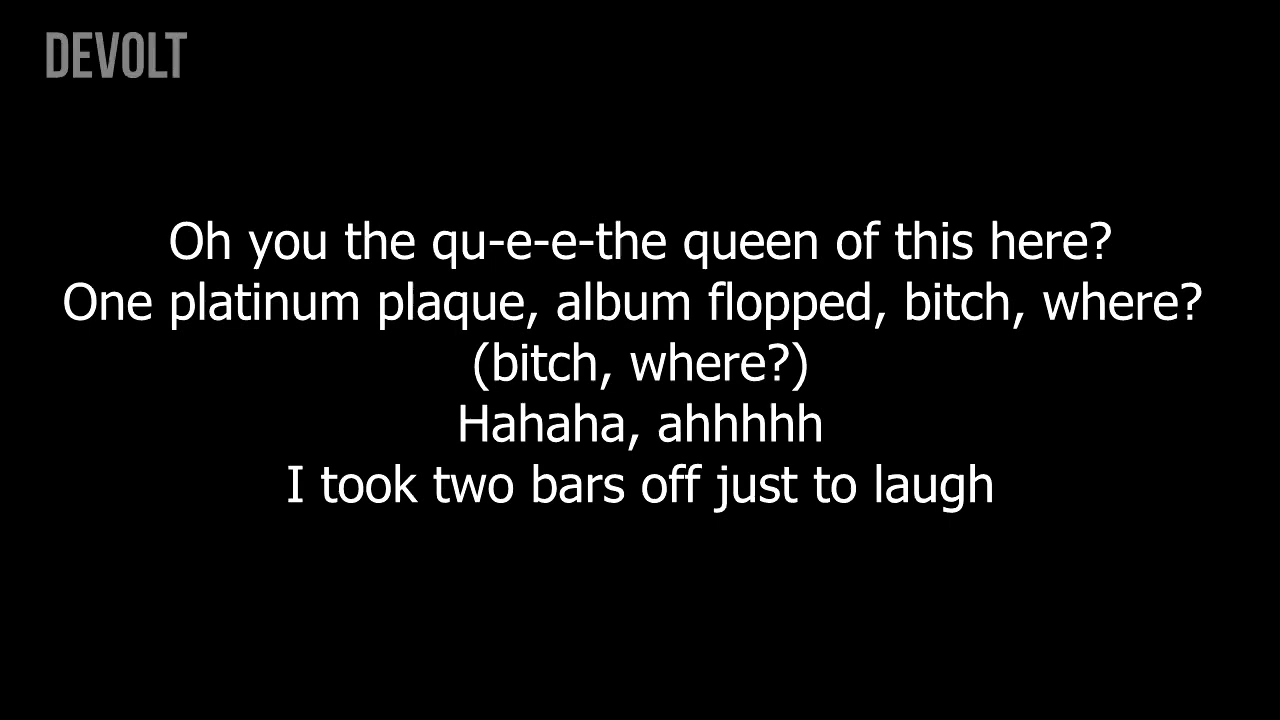 DEVOLT
Oh you the qu-e-e-the queen of this here?
One platinum plaque, album flopped, bitch, where?
(bitch, where?)
Hahaha, ahhhhh
I took two bars off just to laugh